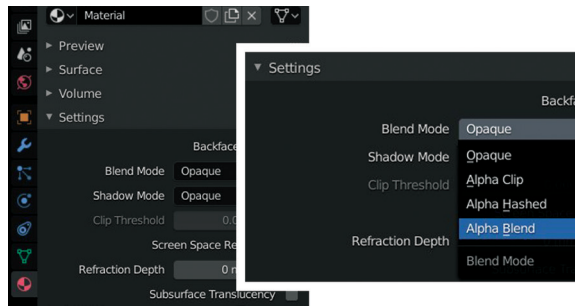 Material
Preview
Surface
Volume
Settings
Backface
Blend Mode Opaque
Shadow Mode Opaque
Clip Threshold
Screen Space Re
Refraction Depth 0
Subsurface Translucency
Settings
Backfa
Blend Mode Opaque
Shadow Mode Opaque
Clip Threshold Alpha Clip
Alpha Hashed
Alpha Blend
Refraction Depth
Blend Mode